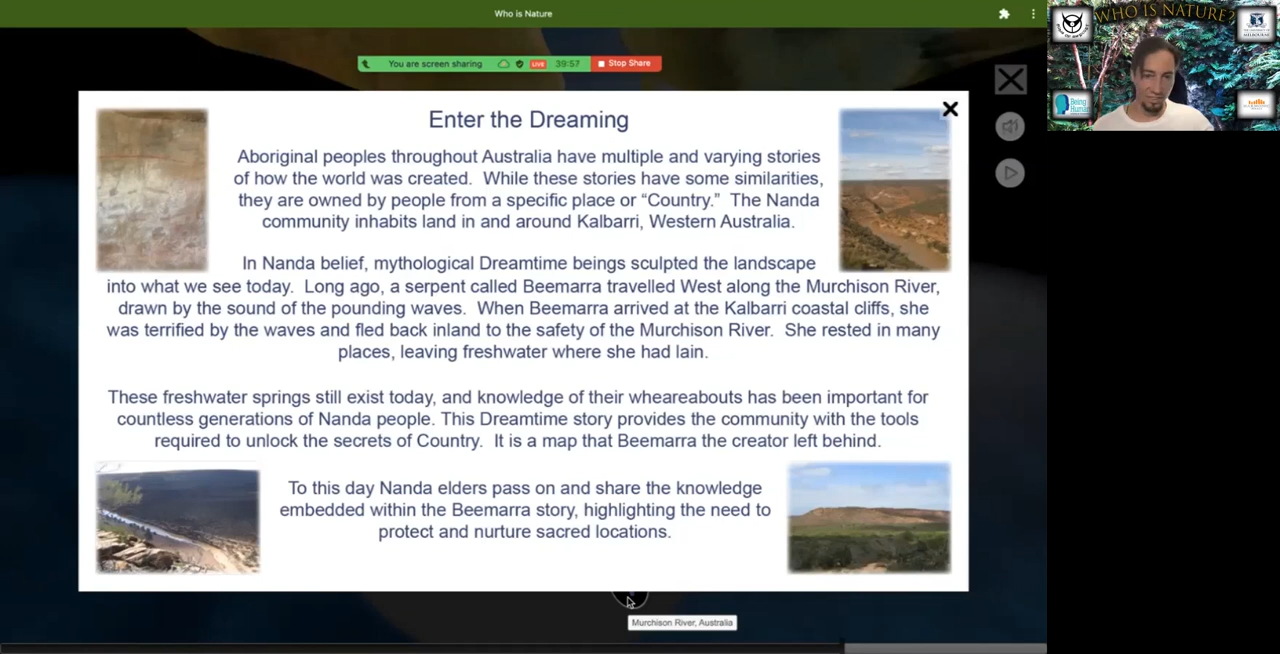 Who is Nature
You are screen sharing LIVE 39:57 Stop Share
WHO IS NATURE?
Enter the Dreaming
Aboriginal peoples throughout Australia have multiple and varying stories
of how the world was created. While these stories have some similarities,
they are owned by people from a specific place or “Country.” The Nanda
community inhabits land in and around Kalbarri, Western Australia.
In Nanda belief, mythological Dreamtime beings sculpted the landscape
into what we see today. Long ago, a serpent called Beemarra travelled West along the Murchison River,
drawn by the sound of the pounding waves. When Beemarra arrived at the Kalbarri coastal cliffs, she
was terrified by the waves and fled back inland to the safety of the Murchison River. She rested in many
places, leaving freshwater where she had lain.
These freshwater springs still exist today, and knowledge of their wheareabouts has been important for
countless generations of Nanda people. This Dreamtime story provides the community with the tools
required to unlock the secrets of Country. It is a map that Beemarra the creator left behind.
To this day Nanda elders pass on and share the knowledge
embedded within the Beemarra story, highlighting the need to
protect and nurture sacred locations.
Murchison River, Australia